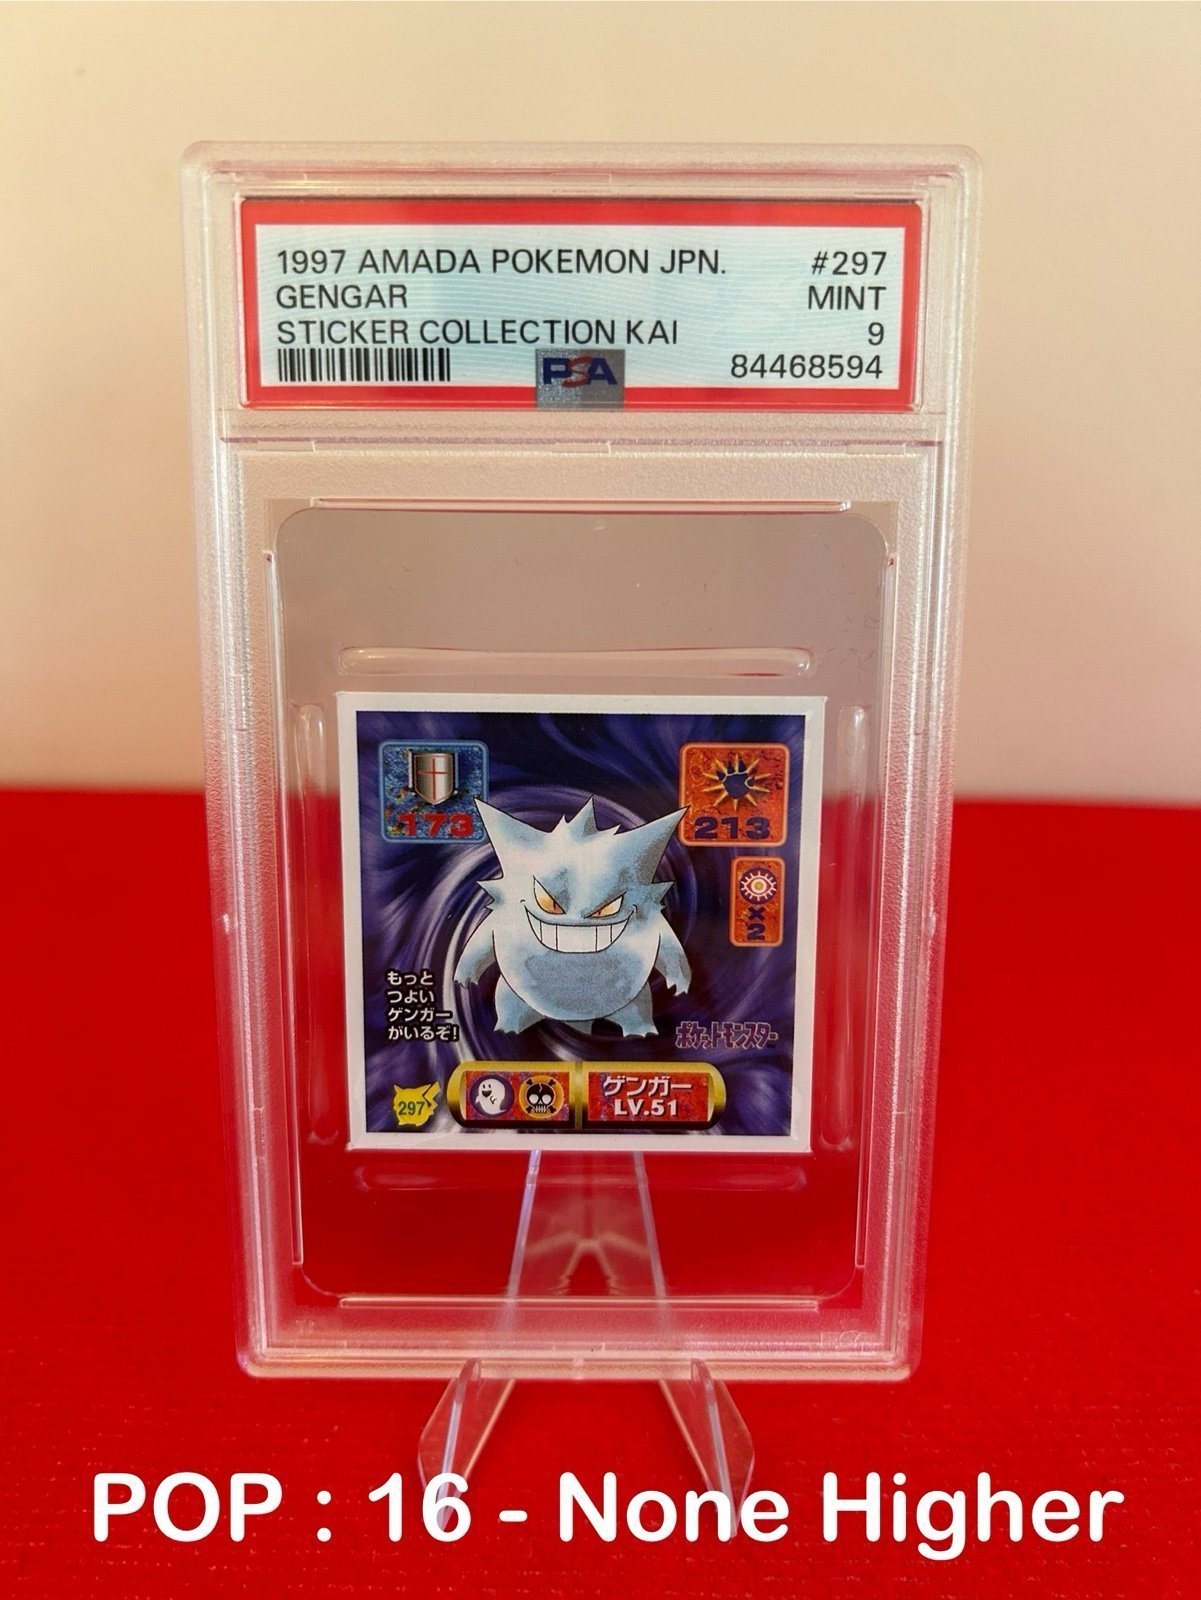 1997 AMADA POKEMON JPN. #297
GENGAR MINT
STICKER COLLECTION KAI 9
PSA 84468594
173
213
×2
もっと
つよい
ゲンガー
がいるぞ!
ポケットモンスター
297
ゲンガー
LV.51
POP : 16 - None Higher